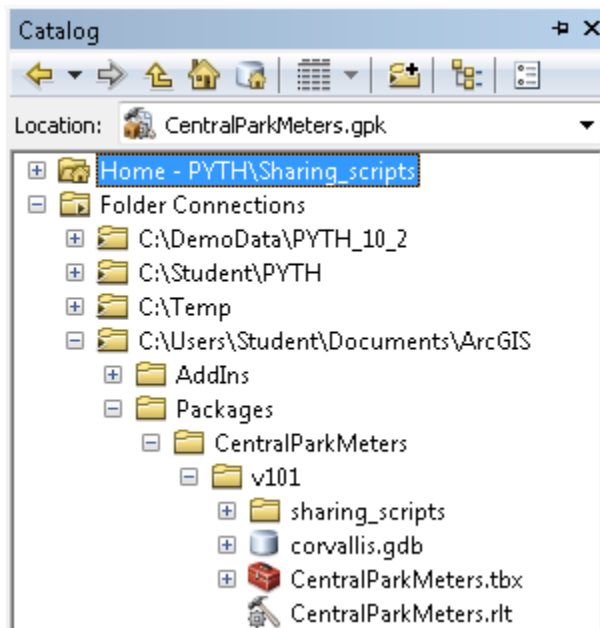 Catalog
Location: CentralParkMeters.gpk
Home - PYTH\Sharing_scripts
Folder Connections
C:\DemoData\PYTH_10_2
C:\Student\PYTH
C:\Temp
C:\Users\Student\Documents\ArcGIS
AddIns
Packages
CentralParkMeters
v101
sharing_scripts
corvallis.gdb
CentralParkMeters.tbx
CentralParkMeters.rlt